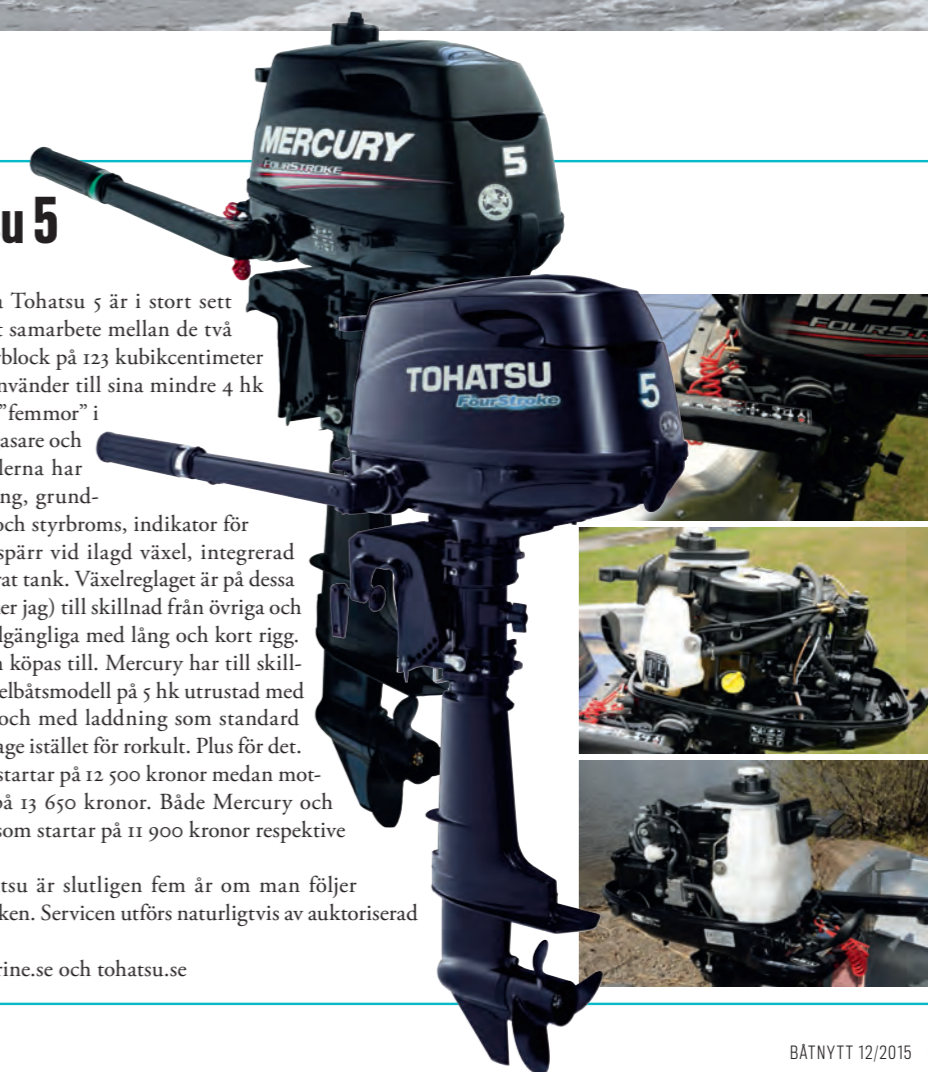 MERCURY
FOURSTROKE
5
u 5
Tohatsu 5 är i stort sett
samarbete mellan de två
block på 123 kubikcentimeter
nvänder till sina mindre 4 hk
"femmor" i
asare och
lerna har
ng, grund-
och styrbroms, indikator för
spärr vid ilagd växel, integrerad
rat tank. Växelreglaget är på dessa
er jag) till skillnad från övriga och
lgängliga med lång och kort rigg.
köpas till. Mercury har till skill-
elbåtsmodell på 5 hk utrustad med
och med laddning som standard
age istället för rorkult. Plus för det.
startar på 12 500 kronor medan mot-
på 13 650 kronor. Både Mercury och
som startar på 11 900 kronor respektive
tsu är slutligen fem år om man följer
ken. Servicen utförs naturligtvis av auktoriserad
rine.se och tohatsu.se
TOHATSU
FourStroke
5
FOURSTR
BÅTNYTT 12/2015